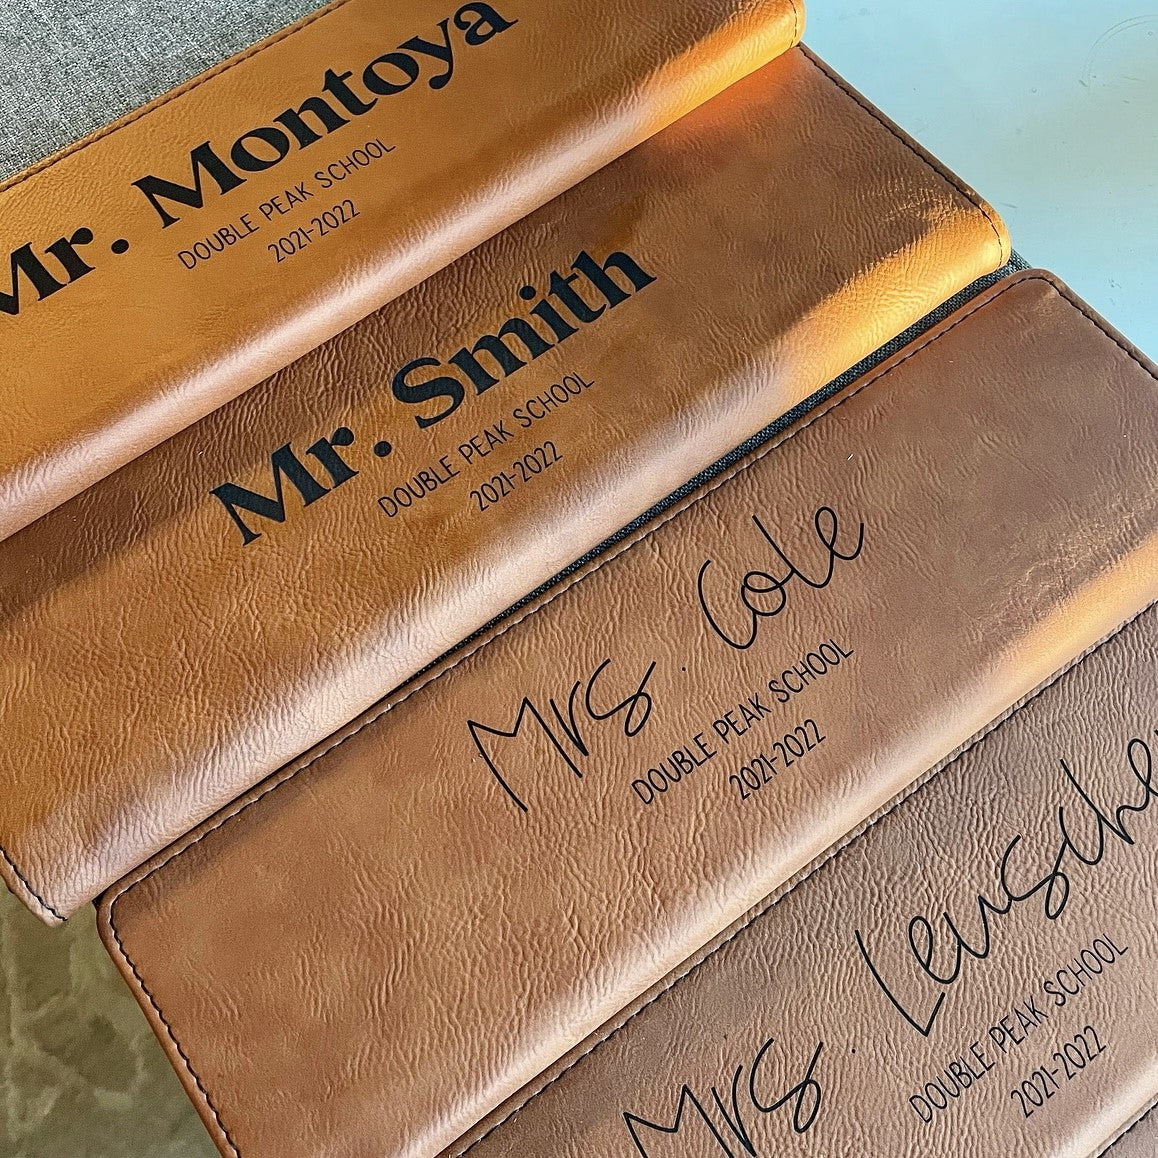 Mr. Montoya
DOUBLE PEAK SCHOOL
2021-2022
Mr. Smith
DOUBLE PEAK SCHOOL
2021-2022
Mrs. Cole
DOUBLE PEAK SCHOOL
2021-2022
Mrs.
DOUBLE PEAK SCHOOL
2021-2022